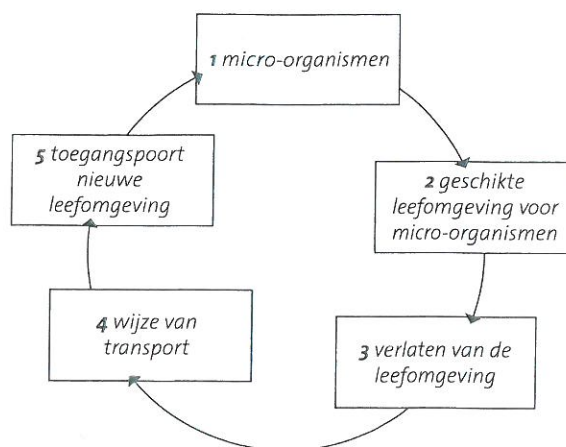 1 micro-organismen
2 geschikte
leefomgeving voor
micro-organismen
3 verlaten van de
leefomgeving
4 wijze van
transport
5 toegangspoort
nieuwe
leefomgeving